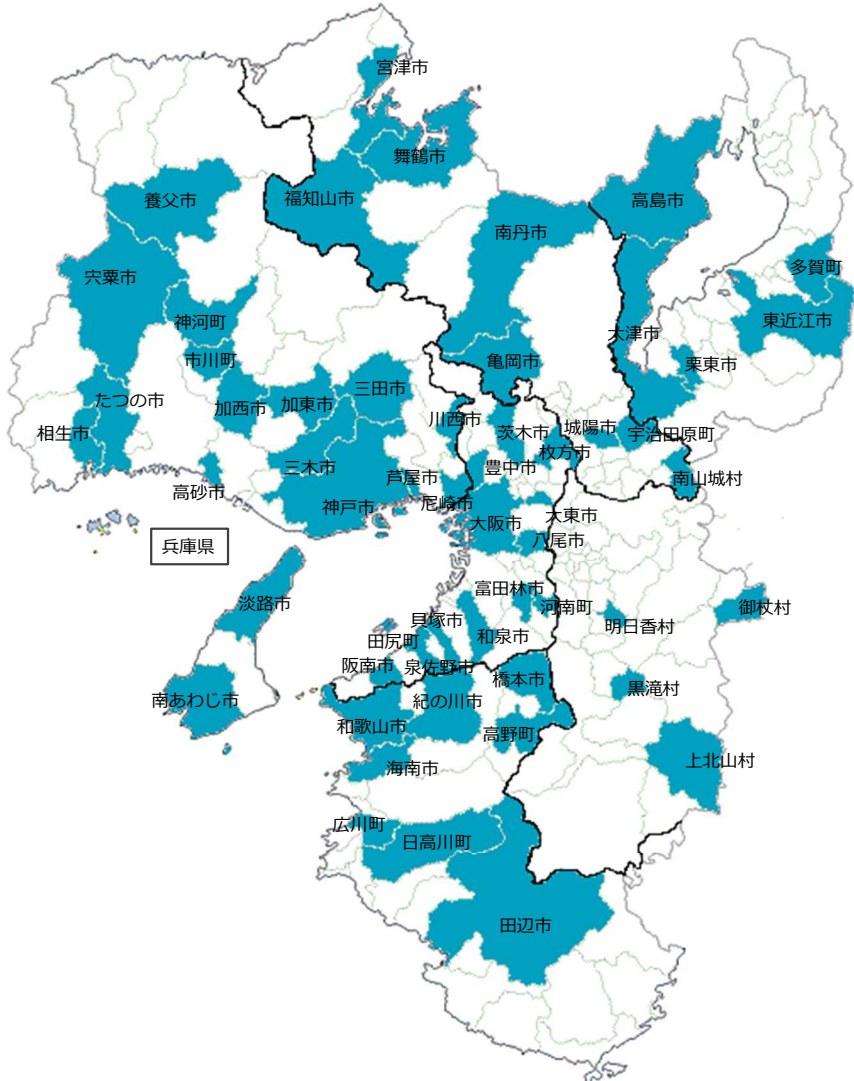 宮津市
舞鶴市
福知山市
養父市
高島市
南丹市
宍粟市
多賀町
神河町
東近江市
大津市
市川町
亀岡市
栗東市
三田市
たつの市
加西市
加東市
川西市
相生市
茨木市
城陽市
宇治田原町
枚方市
三木市
豊中市
芦屋市
南山城村
高砂市
神戸市
尼崎市
大阪市
大東市
八尾市
兵庫県
富田林市
淡路市
河南町
御杖村
貝塚市
明日香村
田尻町
和泉市
阪南市
泉佐野市
橋本市
黒滝村
南あわじ市
紀の川市
和歌山市
高野町
上北山村
海南市
広川町
日高川町
田辺市